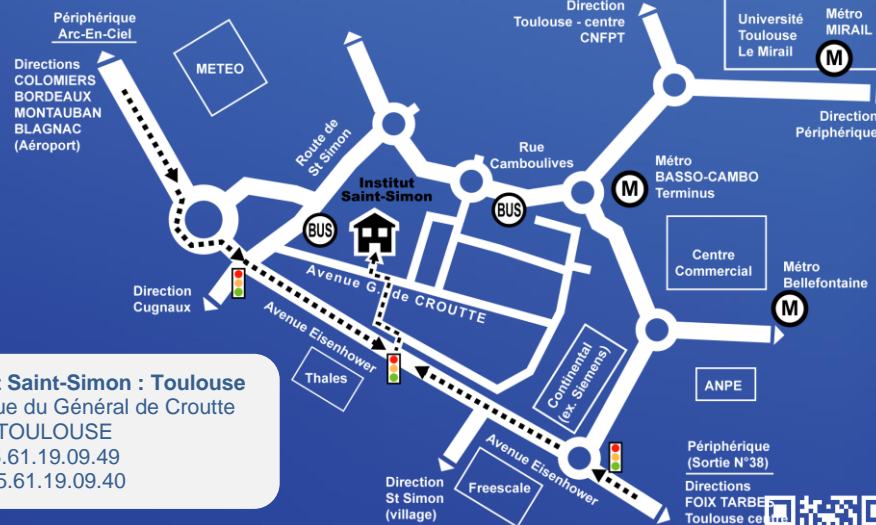 Périphérique
Arc-En-Ciel
Directions
COLOMIERS
BORDEAUX
MONTAUBAN
BLAGNAC
(Aéroport)
METEO
Route de
St Simon
Direction
Toulouse - centre
CNFPT
Université
Toulouse
Le Mirail
Métro
MIRAIL
M
Direction
Périphérique
Rue
Camboulives
BUS
Métro
BASSO-CAMBO
Terminus
M
Institut
Saint-Simon
BUS
Centre
Commercial
Métro
Bellefontaine
M
Avenue G. de CROUTTE
Direction
Cugnaux
Avenue Eisenhower
Thales
Continental
(ex. Siemens)
ANPE
Saint-Simon : Toulouse
du Général de Croutte
TOULOUSE
.61.19.09.49
5.61.19.09.40
Avenue Eisenhower
Direction
St Simon
(village)
Freescale
Périphérique
(Sortie N°38)
Directions
FOIX TARBES
Toulouse centre